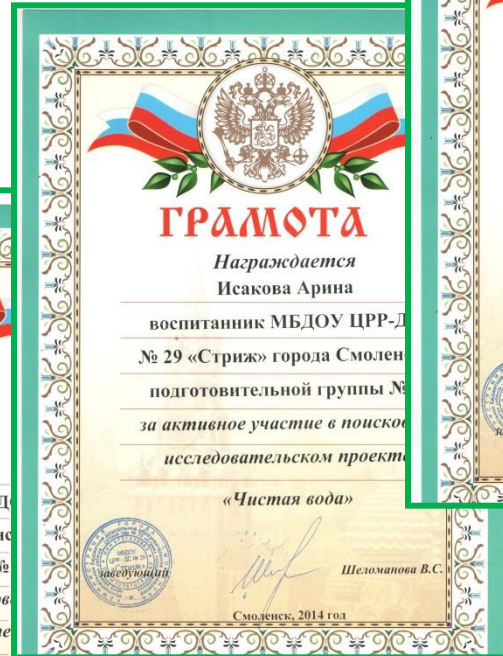 ГРАМОТА
Награждается
Исакова Арина
воспитанник МБДОУ ЦРР-Д
№ 29 «Стриж» города Смолен
подготовительной группы №
за активное участие в поиско
исследовательском проект
«Чистая вода»
заведующий
Шеломанова В.С.
Смоленск, 2014 год